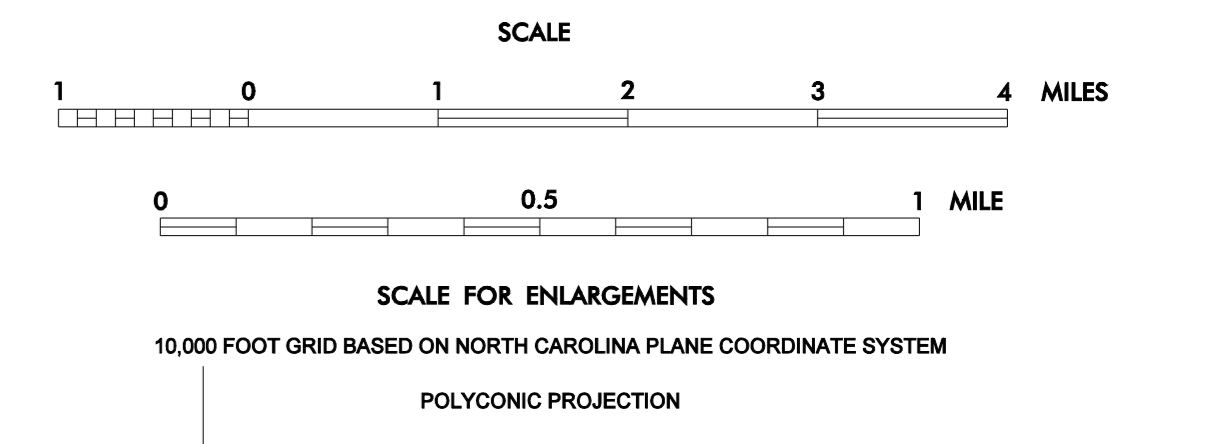 SCALE
1 0 1 2 3 4 MILES
0 0.5 1 MILE
SCALE FOR ENLARGEMENTS
10,000 FOOT GRID BASED ON NORTH CAROLINA PLANE COORDINATE SYSTEM
POLYCONIC PROJECTION